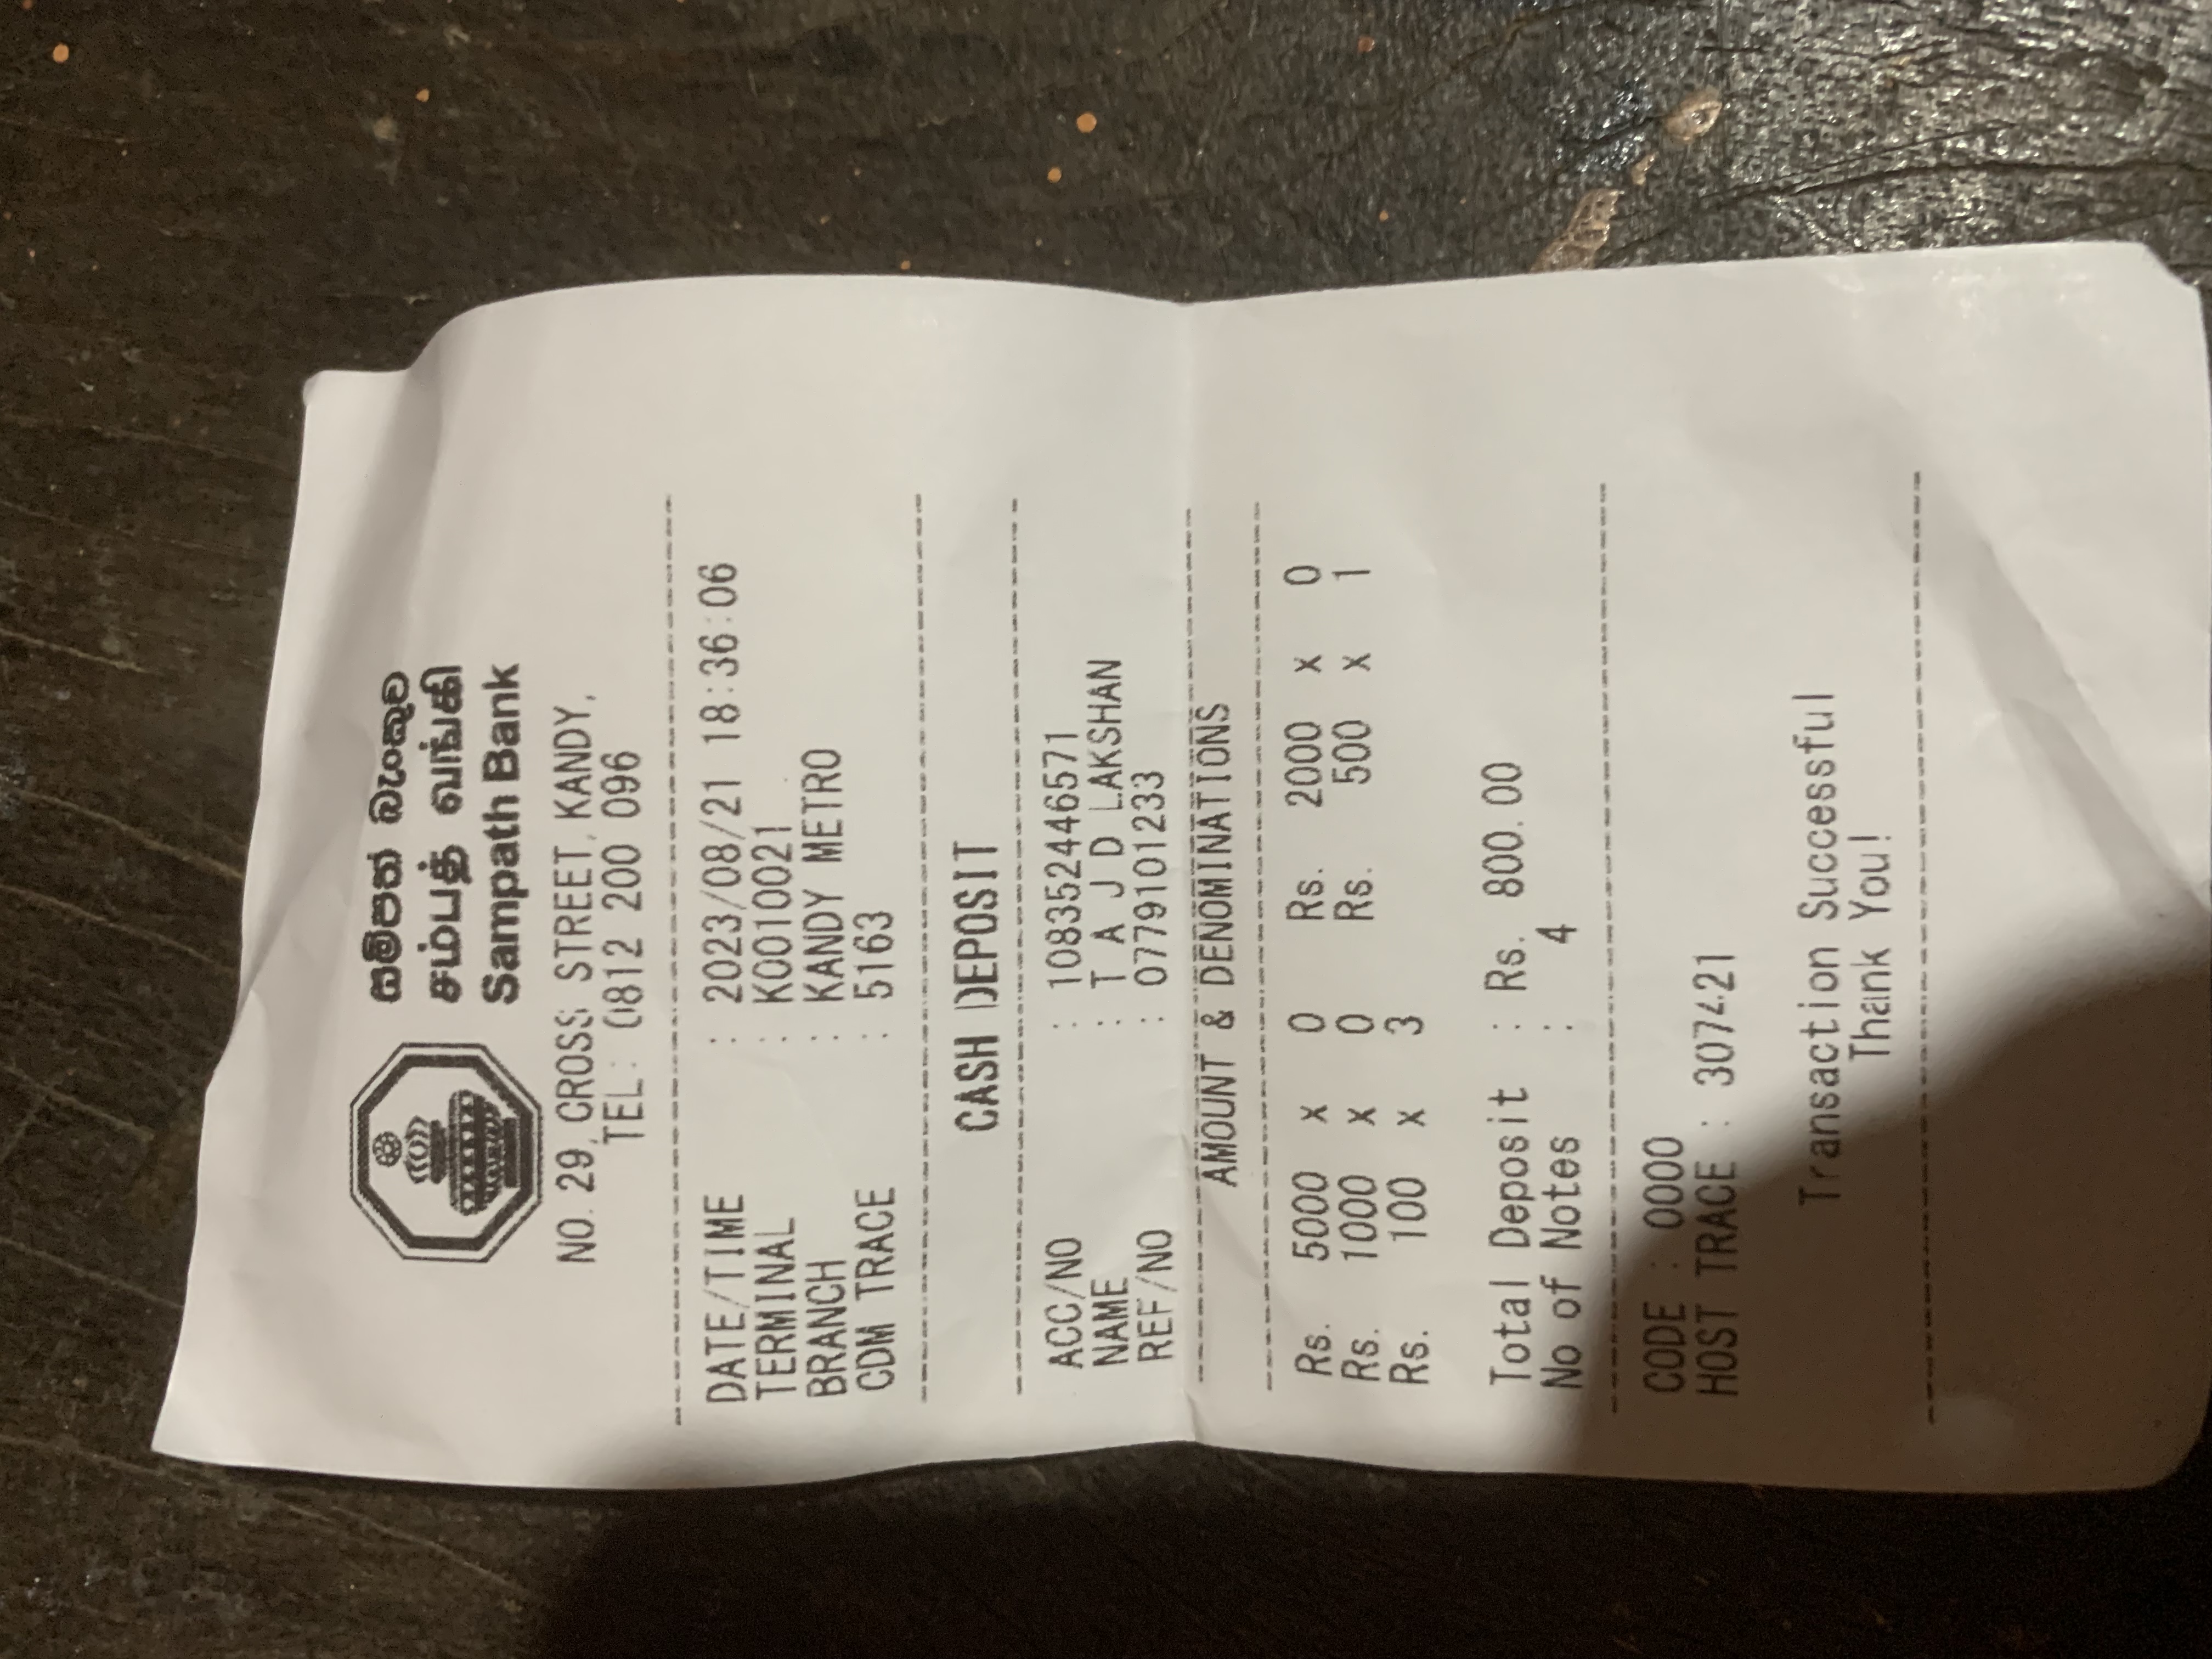 සම්පත් බැංකුව
சம்பத் வங்கி
Sampath Bank
NO. 29, CROSS STREET, KANDY,
TEL: 0812 200 096
DATE/TIME : 2023/08/21 18:36:06
TERMINAL : K0010021
BRANCH : KANDY METRO
CDM TRACE : 5163
CASH DEPOSIT
ACC/NO : 108352446571
NAME : T A J D LAKSHAN
REF/NO : 0779101233
AMOUNT & DENOMINATIONS
Rs. 5000 x 0 Rs. 2000 x 0
Rs. 1000 x 0 Rs. 500 x 1
Rs. 100 x 3
Total Deposit : Rs. 800.00
No of Notes : 4
CODE : 0000
HOST TRACE : 307421
Transaction Successful
Thank You!